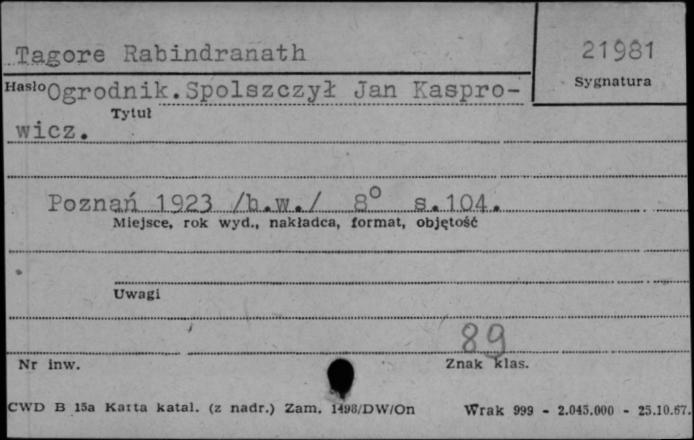 Tagore Rabindranath 21981
Hasło Sygnatura
Ogrodnik. Spolszczył Jan Kaspro-
Tytuł
wicz.
Poznań 1923 /b.w./ 8° s.104.
Miejsce, rok wyd., nakładca, format, objętość
Uwagi
89
Nr inw. Znak klas.
CWD B 15a Karta katal. (z nadr.) Zam. 1498/DW/On Wrak 999 - 2.045.000 - 25.10.67.